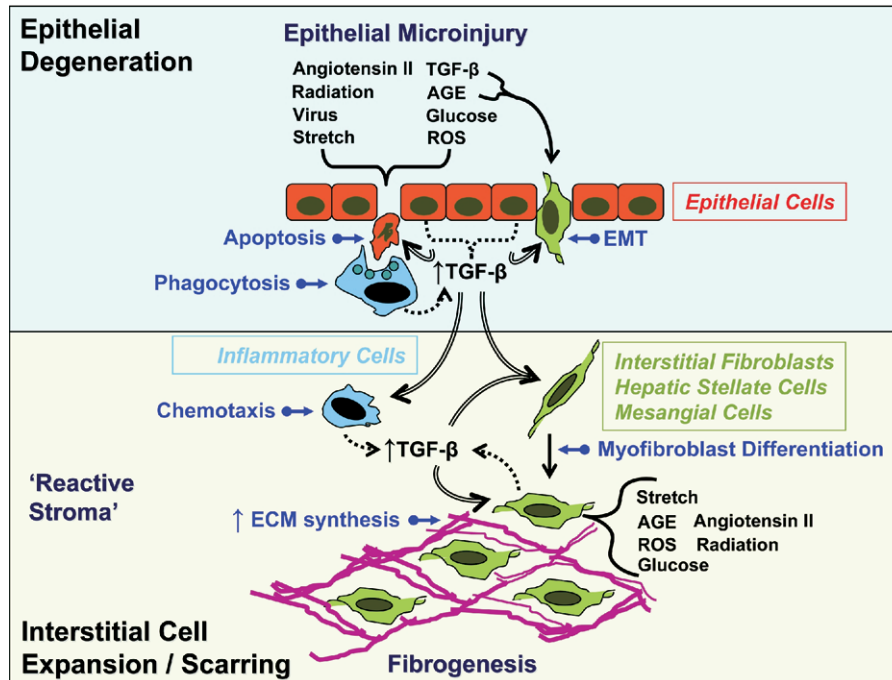 Epithelial
Degeneration
Epithelial Microinjury
Angiotensin II TGF-β
Radiation AGE
Virus Glucose
Stretch ROS
Epithelial Cells
Apoptosis
EMT
↑TGF-β
Phagocytosis
Inflammatory Cells
Interstitial Fibroblasts
Hepatic Stellate Cells
Mesangial Cells
Chemotaxis
↑TGF-β
Myofibroblast Differentiation
'Reactive
Stroma'
Stretch
↑ ECM synthesis
AGE Angiotensin II
ROS Radiation
Glucose
Interstitial Cell
Expansion / Scarring
Fibrogenesis